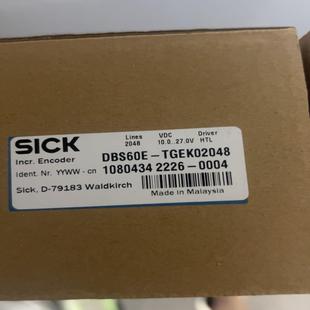 SICK
Lines VDC Driver
2048 10.0..27.0V HTL
Incr. Encoder DBS60E-TGEK02048
Ident. Nr. YYWW - cn 1080434 2226-0004
Sick, D-79183 Waldkirch Made in Malaysia